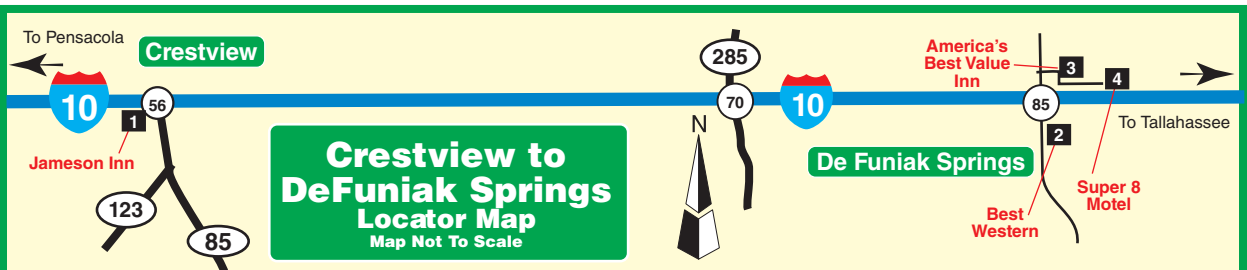 To Pensacola
Crestview
10
1
56
Jameson Inn
123
85
Crestview to
DeFuniak Springs
Locator Map
Map Not To Scale
285
70
N
10
America's
Best Value
Inn
3
4
85
To Tallahassee
2
De Funiak Springs
Super 8
Motel
Best
Western